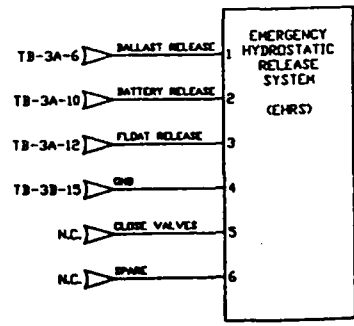 EMERGENCY
HYDROSTATIC
RELEASE
SYSTEM
(EHRS)
TB-3A-6 BALLAST RELEASE 1
TB-3A-10 BATTERY RELEASE 2
TB-3A-12 FLOAT RELEASE 3
TB-3B-15 GND 4
N.C. CLOSE VALVES 5
N.C. SPARE 6